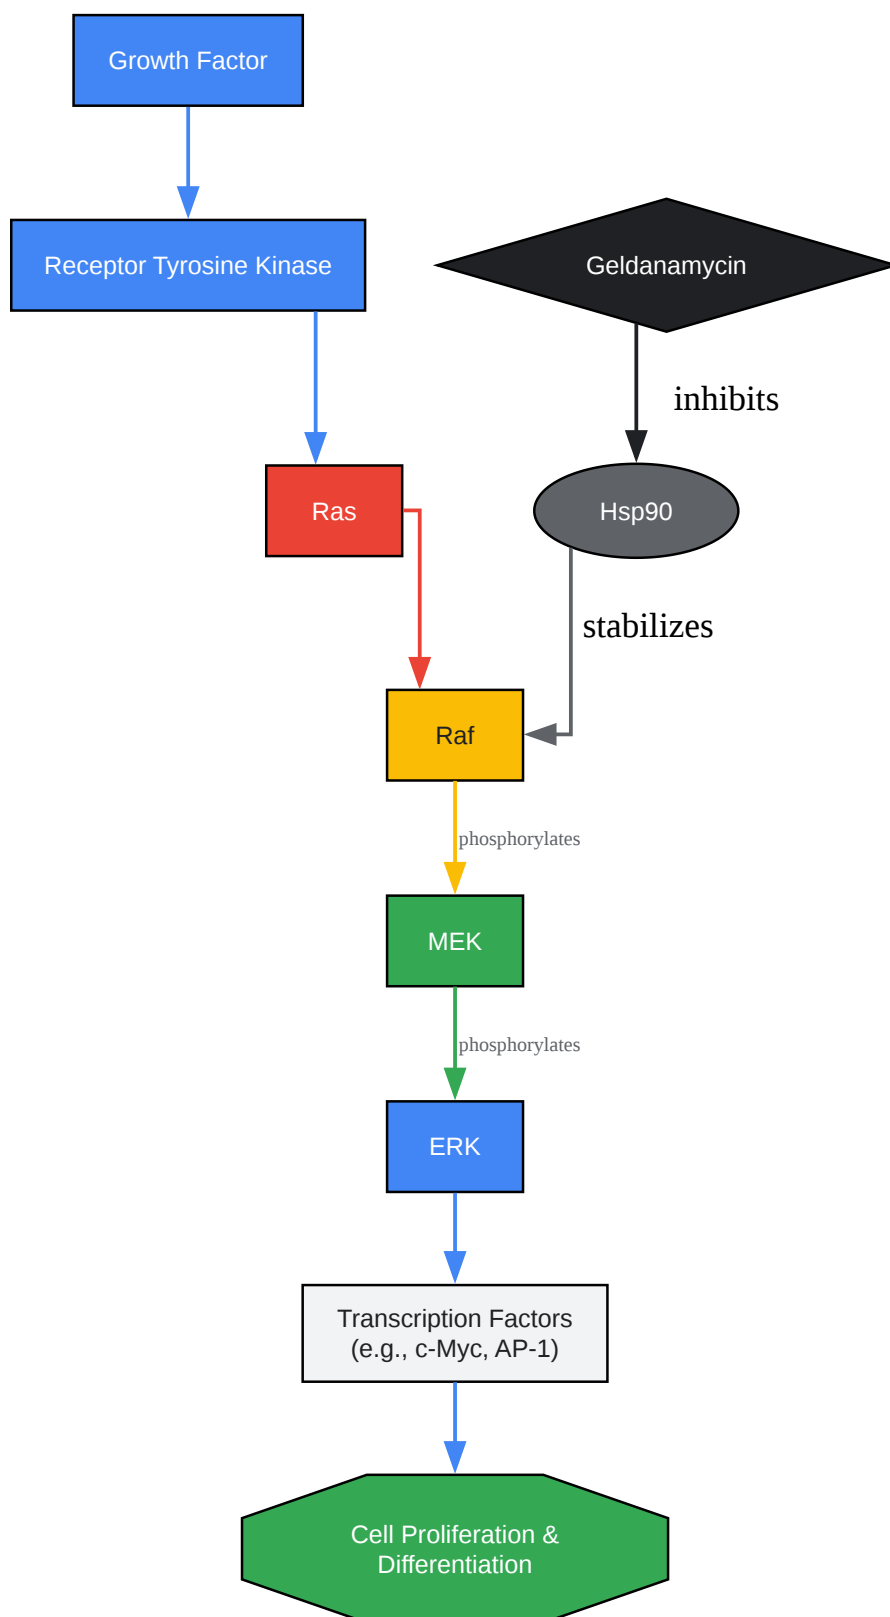 Growth Factor
Receptor Tyrosine Kinase
Geldanamycin
inhibits
Ras
Hsp90
stabilizes
Raf
phosphorylates
MEK
phosphorylates
ERK
Transcription Factors
(e.g., c-Myc, AP-1)
Cell Proliferation &
Differentiation